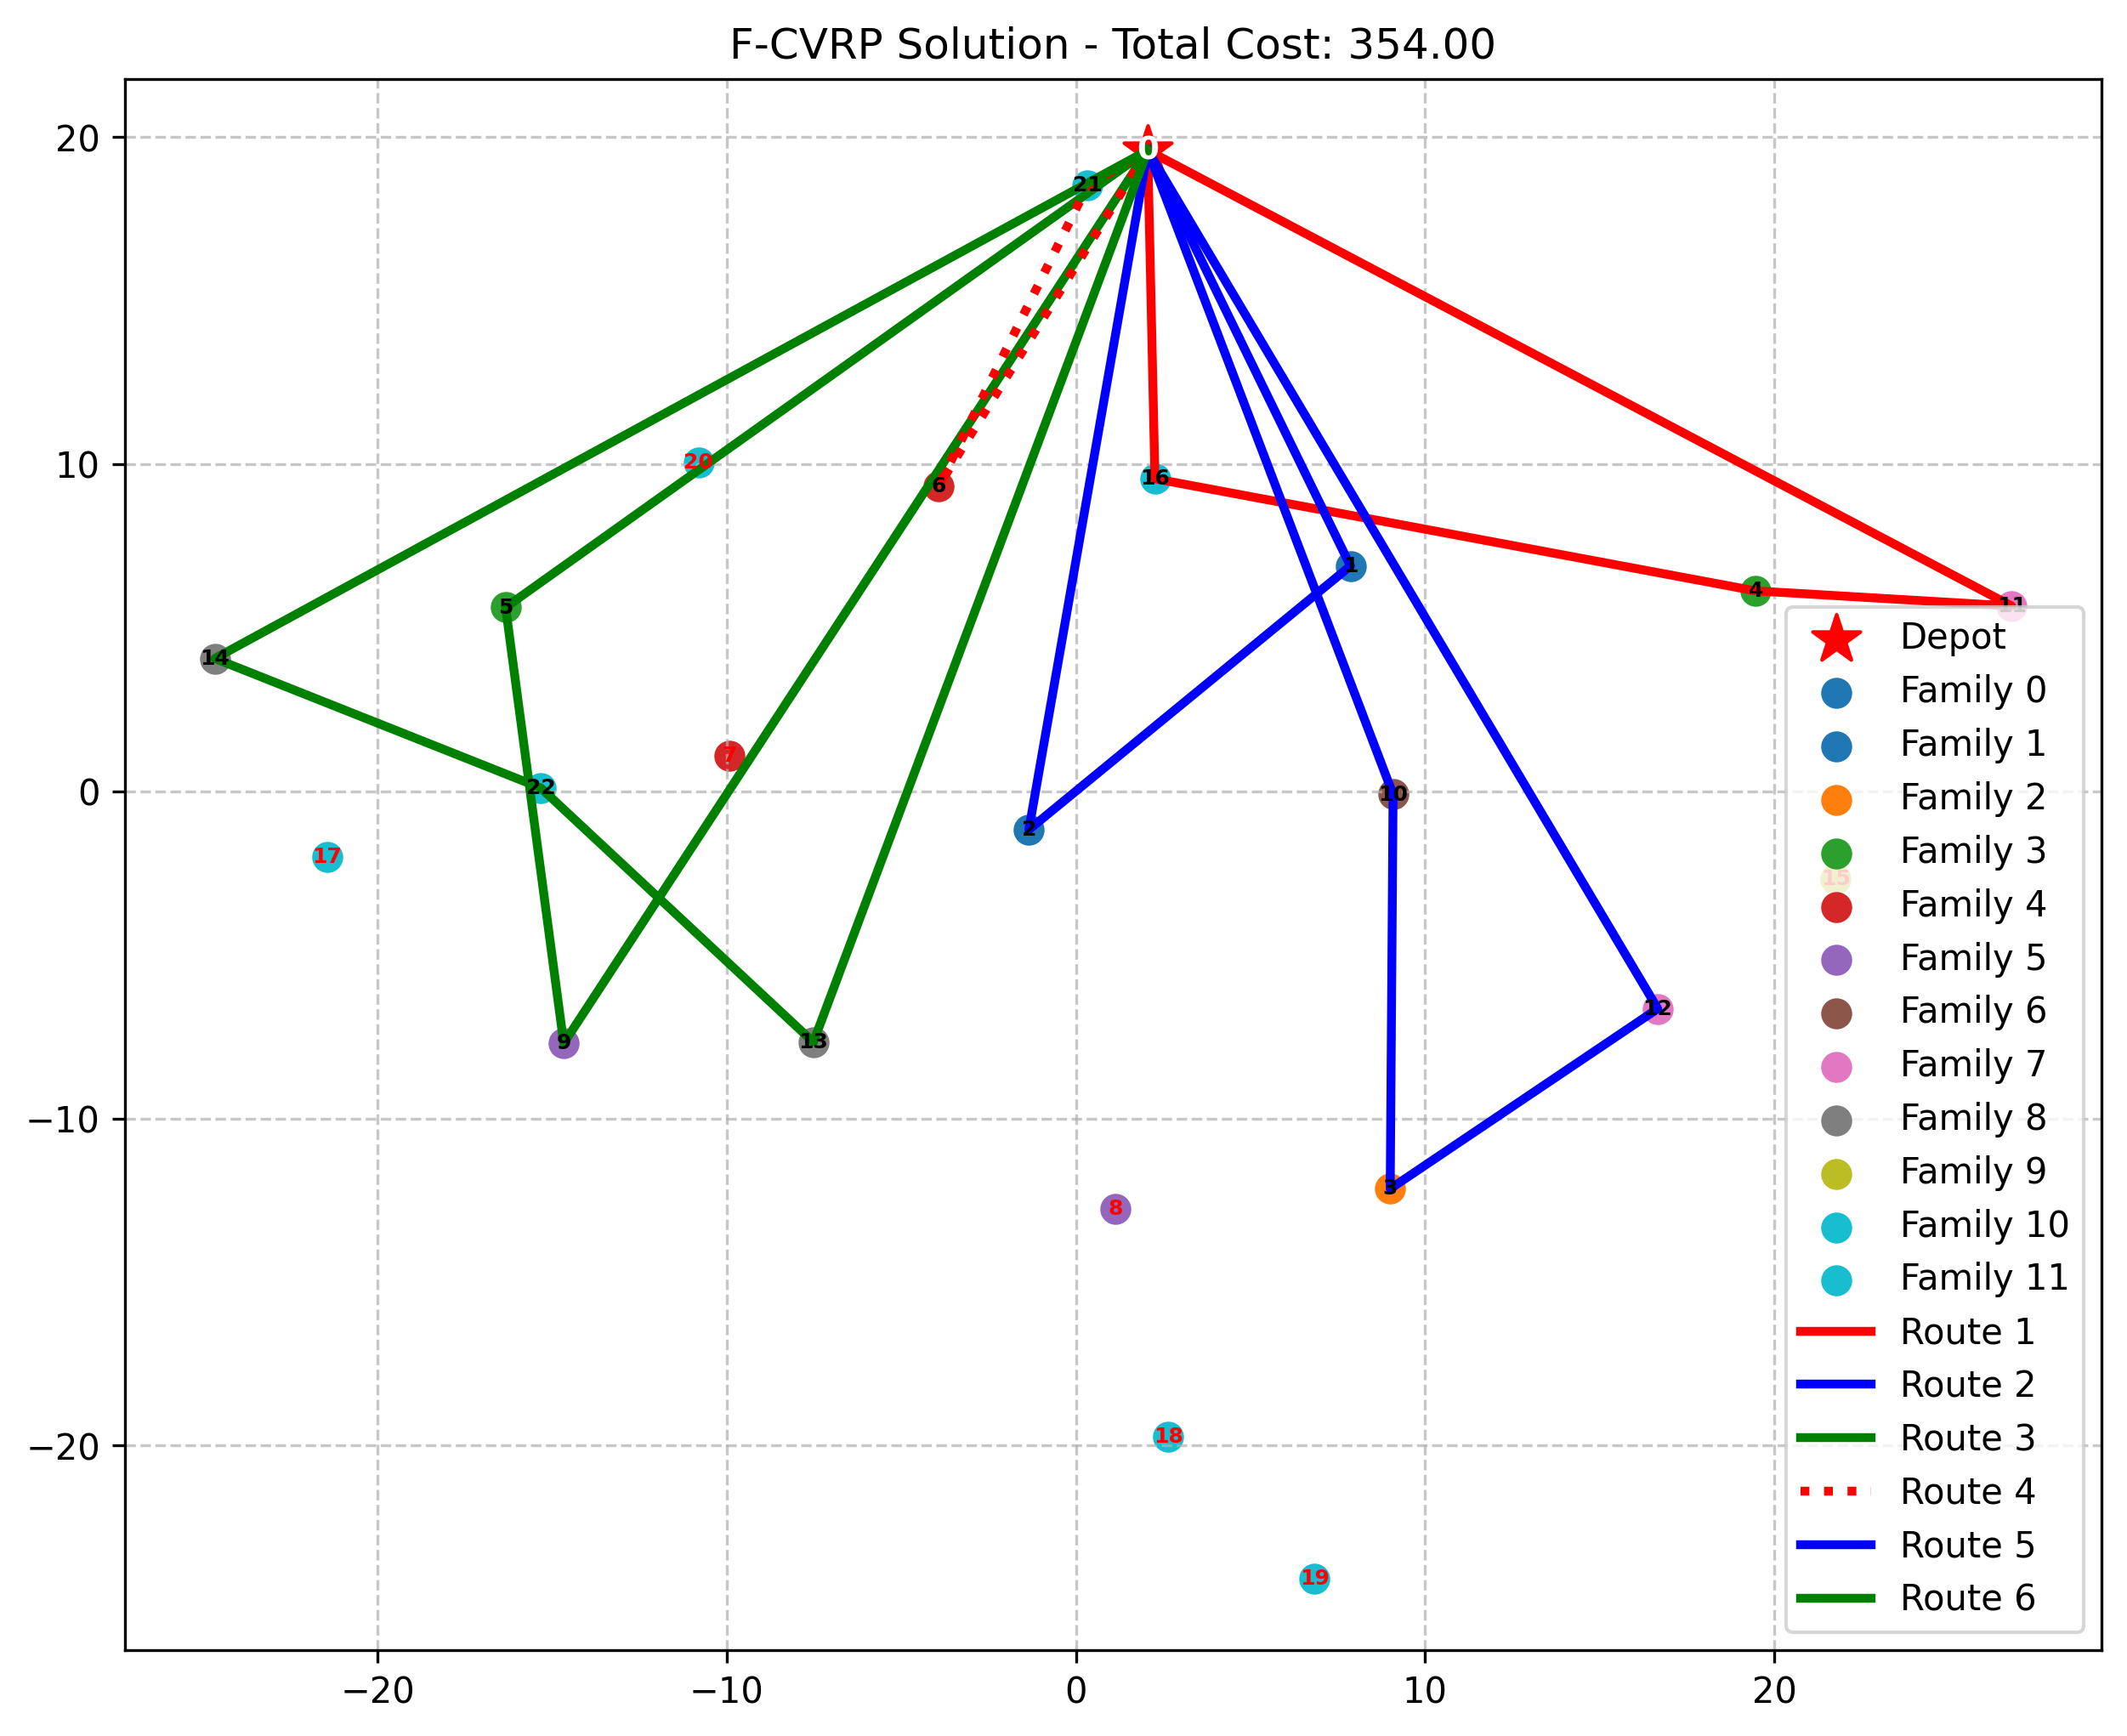 F-CVRP Solution - Total Cost: 354.00
20
10
0
−10
−20
0
21
20
6
16
1
5
4
11
14
7
22
10
2
17
15
12
9
13
3
8
18
19
Depot
Family 0
Family 1
Family 2
Family 3
Family 4
Family 5
Family 6
Family 7
Family 8
Family 9
Family 10
Family 11
Route 1
Route 2
Route 3
Route 4
Route 5
Route 6
−20
−10
0
10
20